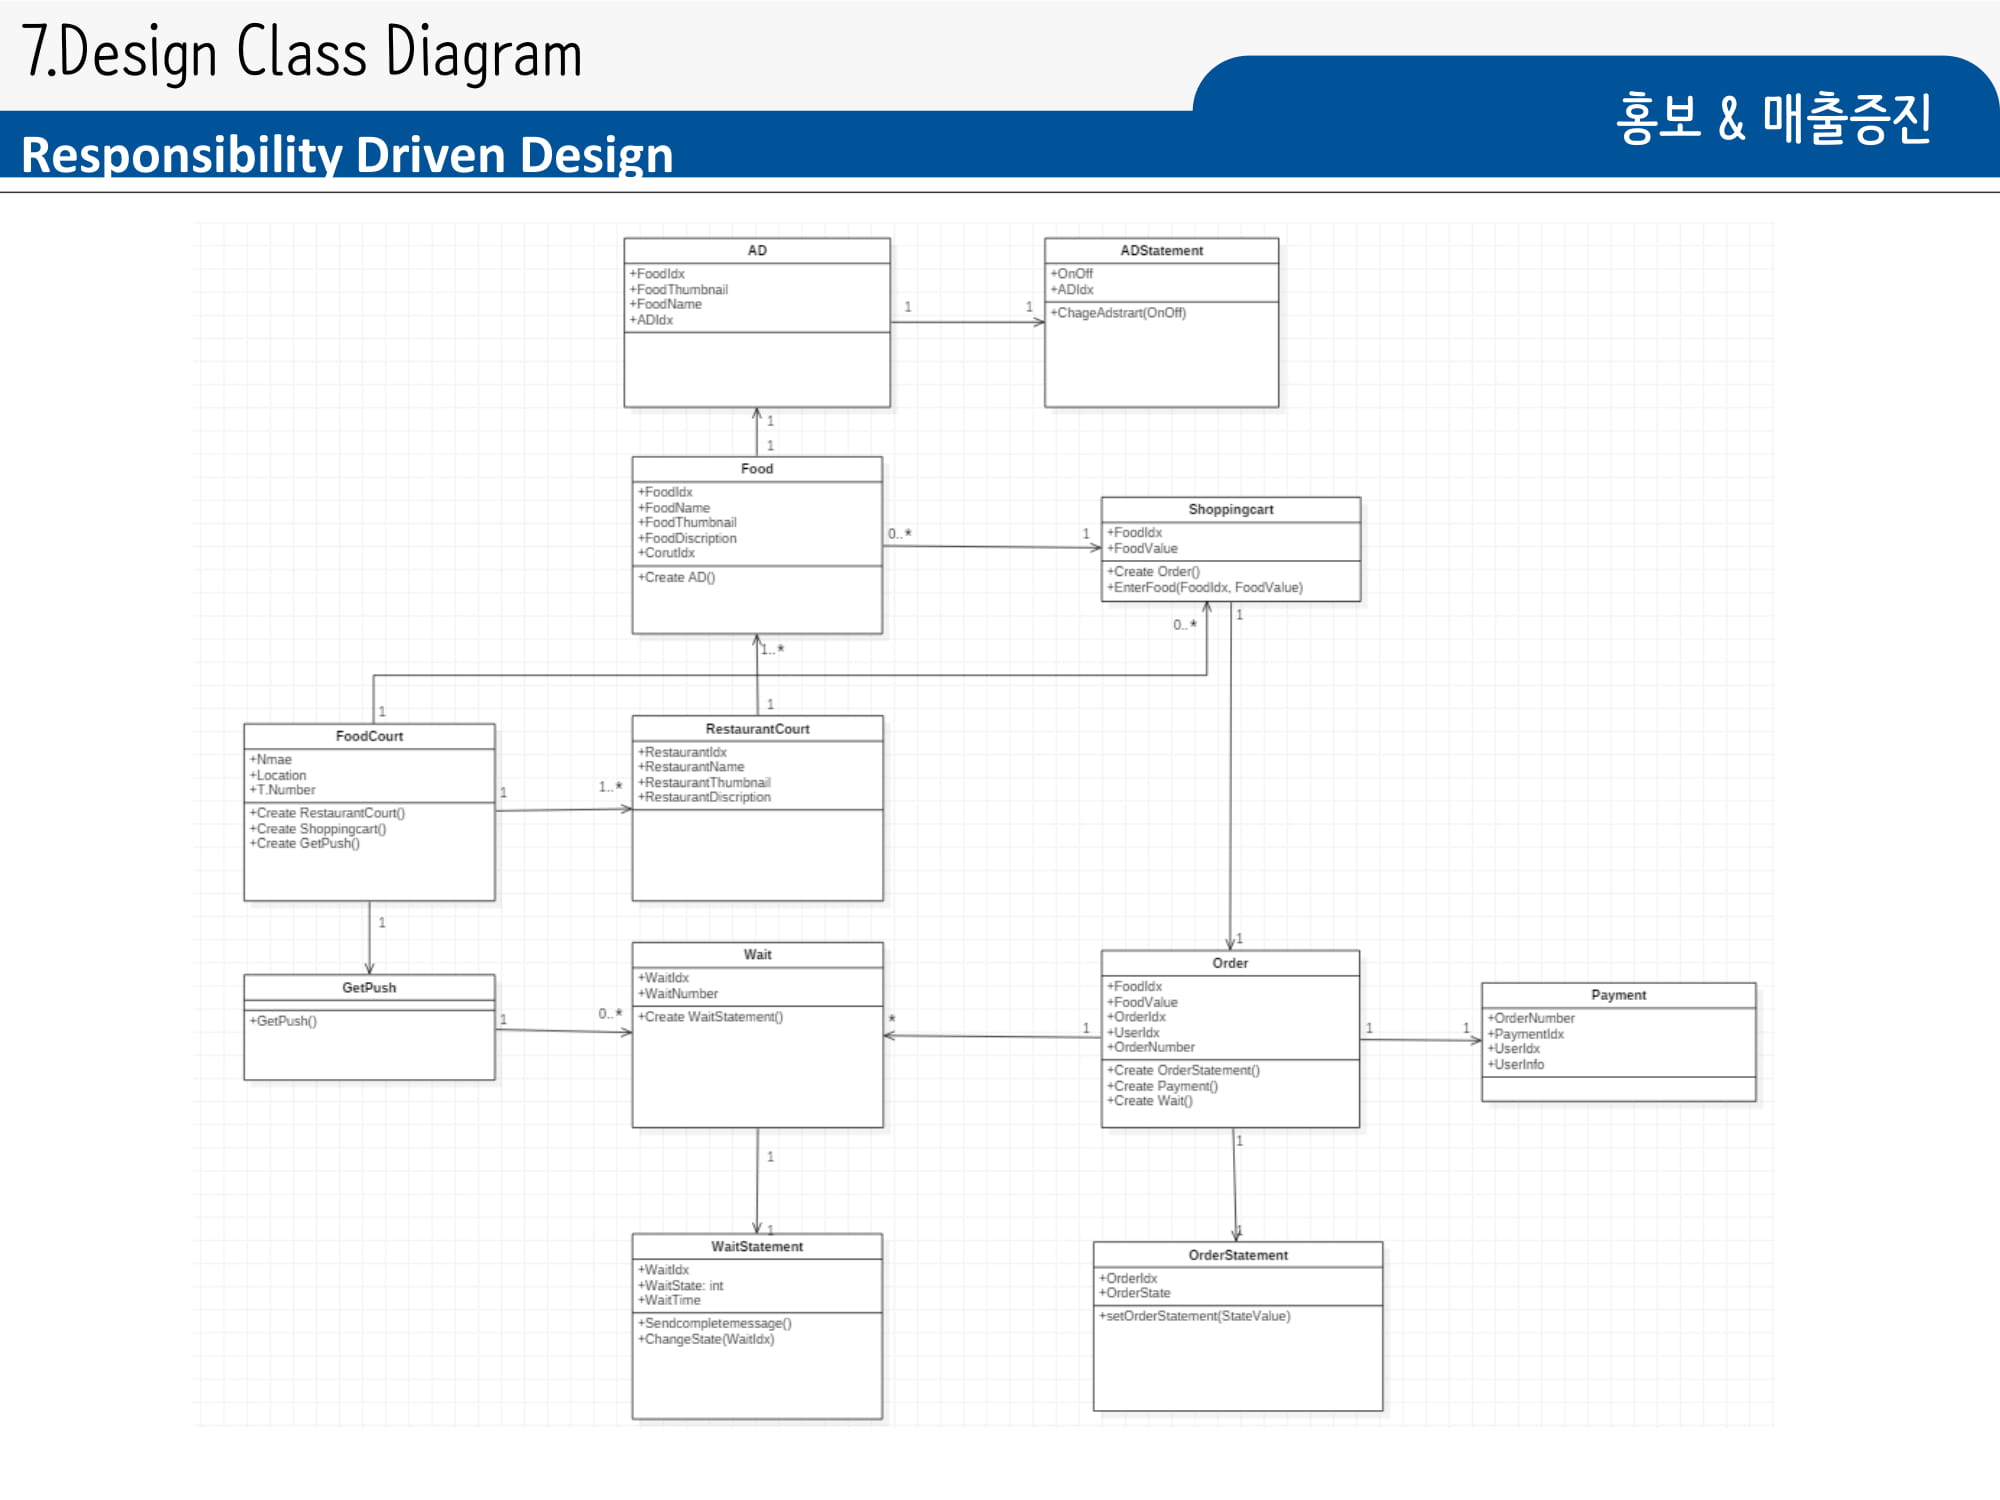 7.Design Class Diagram
홍보 & 매출증진
Responsibility Driven Design
AD
+FoodIdx
+FoodThumbnail
+FoodName
+ADIdx
ADStatement
+OnOff
+ADIdx
+ChageAdstrart(OnOff)
1
1
1
1
Food
+FoodIdx
+FoodName
+FoodThumbnail
+FoodDiscription
+CorutIdx
+Create AD()
0..*
1
Shoppingcart
+FoodIdx
+FoodValue
+Create Order()
+EnterFood(FoodIdx, FoodValue)
0..*
1
1..*
1
1
FoodCourt
+Nmae
+Location
+T.Number
+Create RestaurantCourt()
+Create Shoppingcart()
+Create GetPush()
1
1..*
RestaurantCourt
+RestaurantIdx
+RestaurantName
+RestaurantThumbnail
+RestaurantDiscription
1
GetPush
+GetPush()
1
0..*
Wait
+WaitIdx
+WaitNumber
+Create WaitStatement()
*
1
1
Order
+FoodIdx
+FoodValue
+OrderIdx
+UserIdx
+OrderNumber
+Create OrderStatement()
+Create Payment()
+Create Wait()
1
1
Payment
+OrderNumber
+PaymentIdx
+UserIdx
+UserInfo
1
1
WaitStatement
+WaitIdx
+WaitState: int
+WaitTime
+Sendcompletemessage()
+ChangeState(WaitIdx)
1
1
OrderStatement
+OrderIdx
+OrderState
+setOrderStatement(StateValue)